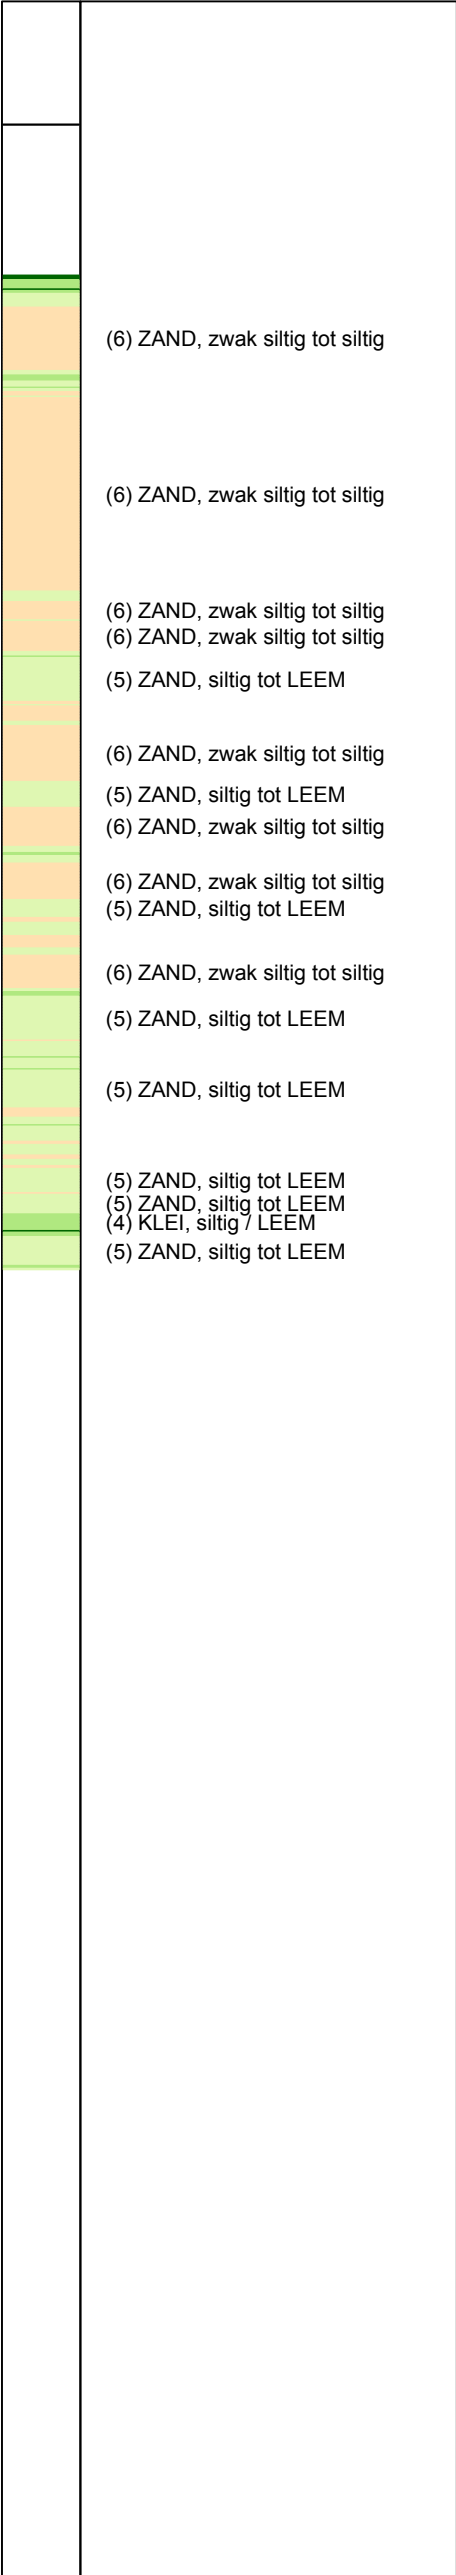 (6) ZAND, zwak siltig tot siltig
(6) ZAND, zwak siltig tot siltig
(6) ZAND, zwak siltig tot siltig
(6) ZAND, zwak siltig tot siltig
(5) ZAND, siltig tot LEEM
(6) ZAND, zwak siltig tot siltig
(5) ZAND, siltig tot LEEM
(6) ZAND, zwak siltig tot siltig
(6) ZAND, zwak siltig tot siltig
(5) ZAND, siltig tot LEEM
(6) ZAND, zwak siltig tot siltig
(5) ZAND, siltig tot LEEM
(5) ZAND, siltig tot LEEM
(5) ZAND, siltig tot LEEM
(5) ZAND, siltig tot LEEM
(4) KLEI, siltig / LEEM
(5) ZAND, siltig tot LEEM